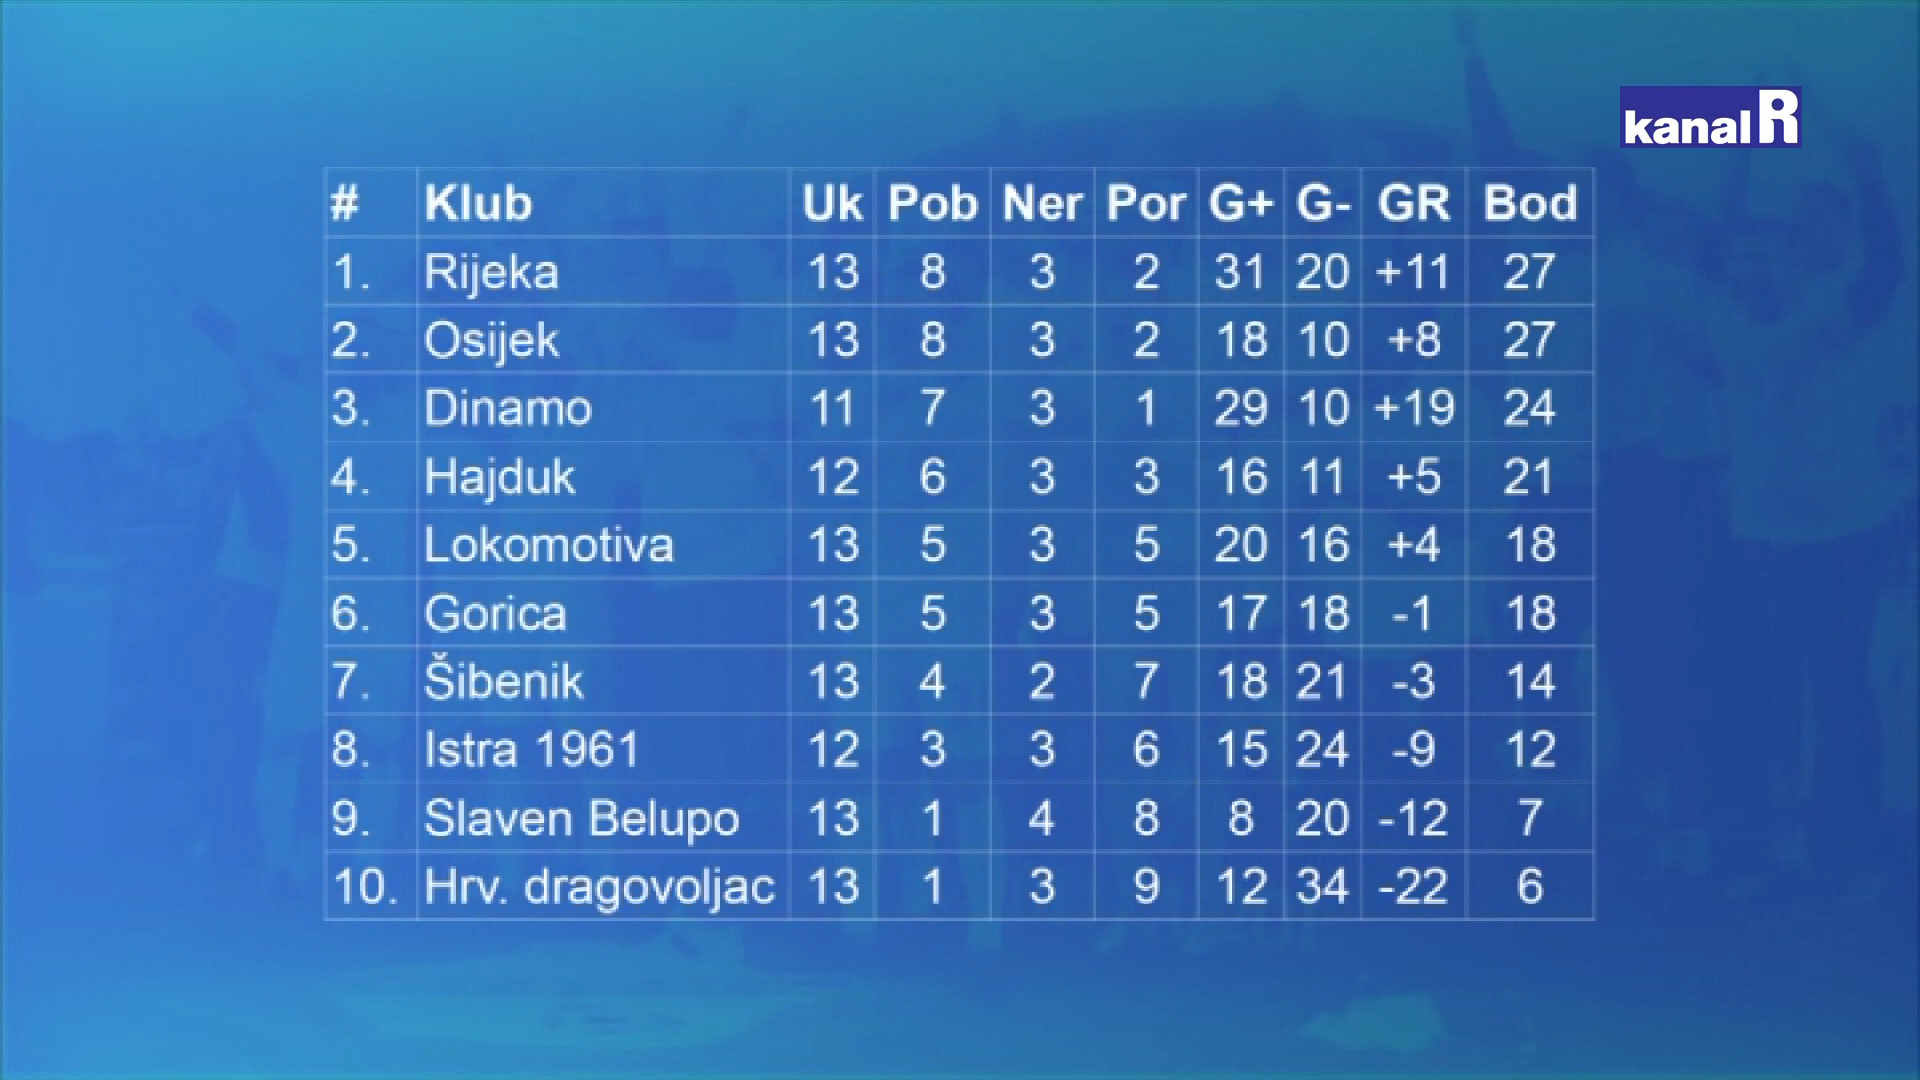 kanal R
# Klub Uk Pob Ner Por G+ G- GR Bod
1. Rijeka 13 8 3 2 31 20 +11 27
2. Osijek 13 8 3 2 18 10 +8 27
3. Dinamo 11 7 3 1 29 10 +19 24
4. Hajduk 12 6 3 3 16 11 +5 21
5. Lokomotiva 13 5 3 5 20 16 +4 18
6. Gorica 13 5 3 5 17 18 -1 18
7. Šibenik 13 4 2 7 18 21 -3 14
8. Istra 1961 12 3 3 6 15 24 -9 12
9. Slaven Belupo 13 1 4 8 8 20 -12 7
10. Hrv. dragovoljac 13 1 3 9 12 34 -22 6